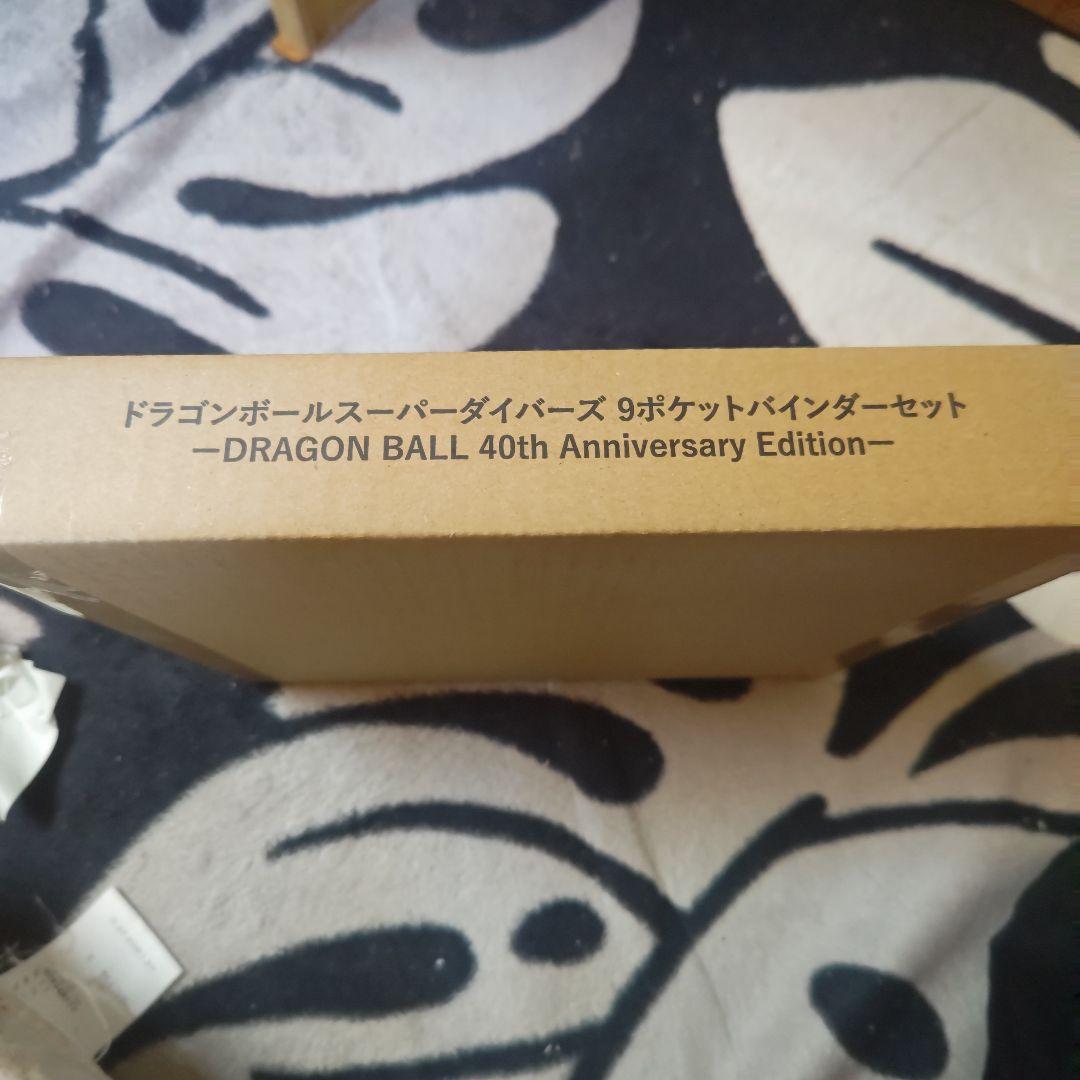 ドラゴンボールスーパーダイバーズ 9ポケットバインダーセット
ーDRAGON BALL 40th Anniversary Editionー